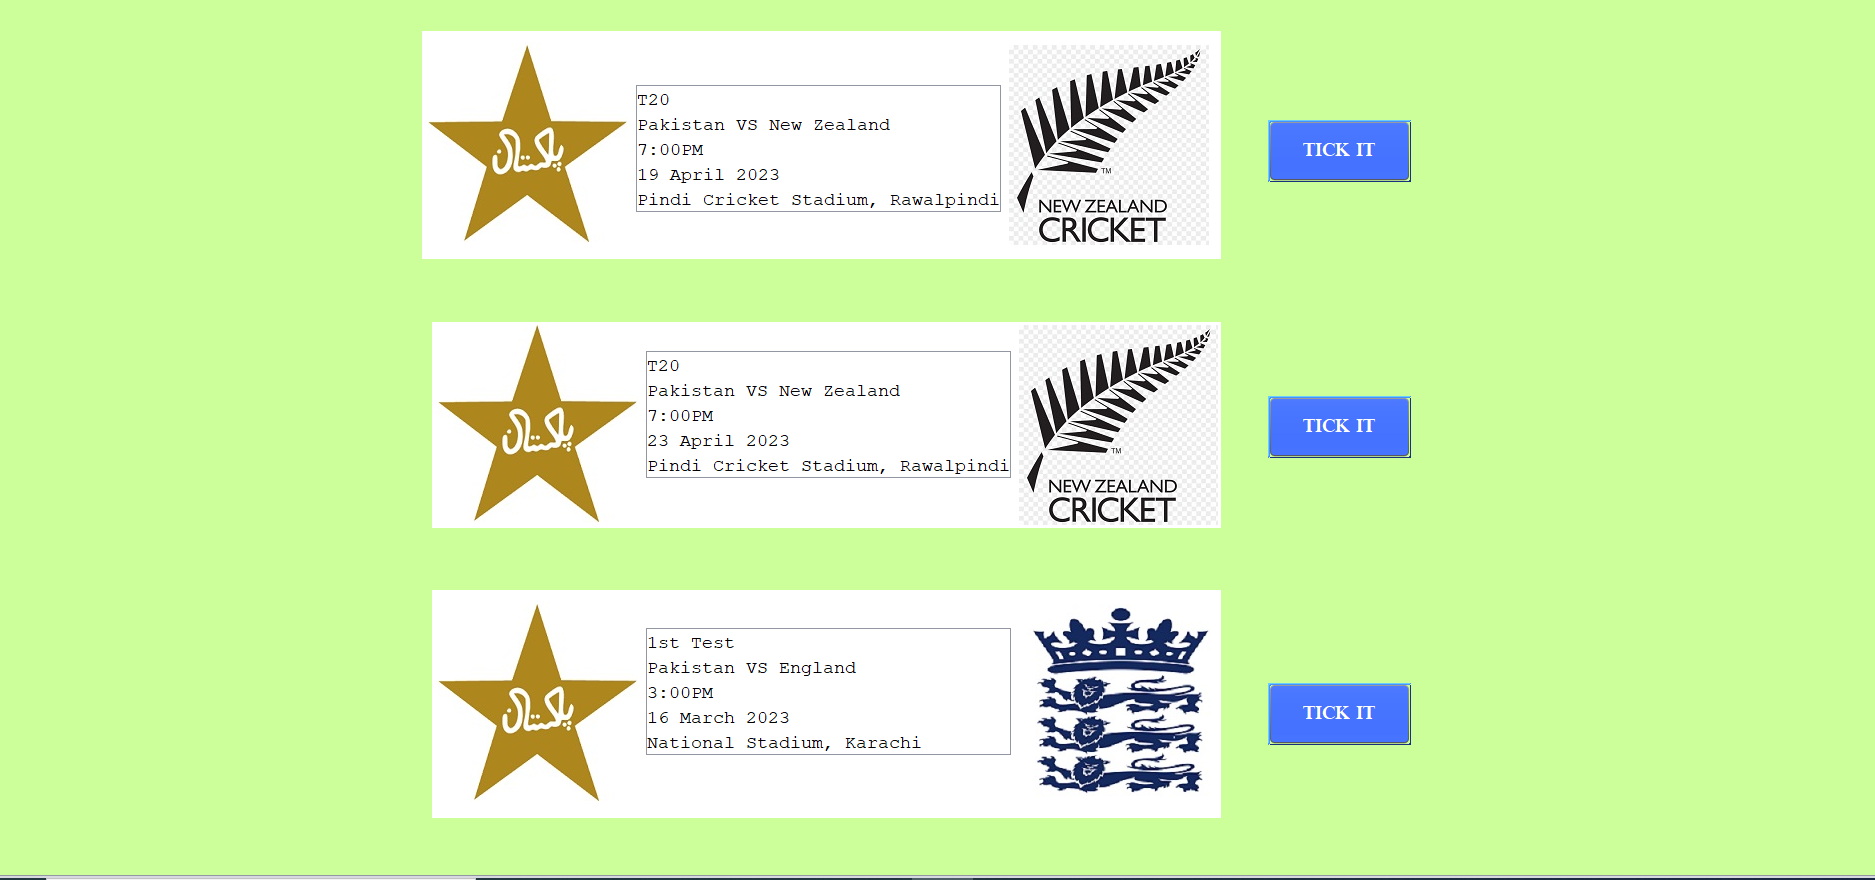 پاکستان
T20
Pakistan VS New Zealand
7:00PM
19 April 2023
Pindi Cricket Stadium, Rawalpindi
TM
NEW ZEALAND
CRICKET
TICK IT
پاکستان
T20
Pakistan VS New Zealand
7:00PM
23 April 2023
Pindi Cricket Stadium, Rawalpindi
TM
NEW ZEALAND
CRICKET
TICK IT
پاکستان
1st Test
Pakistan VS England
3:00PM
16 March 2023
National Stadium, Karachi
TICK IT